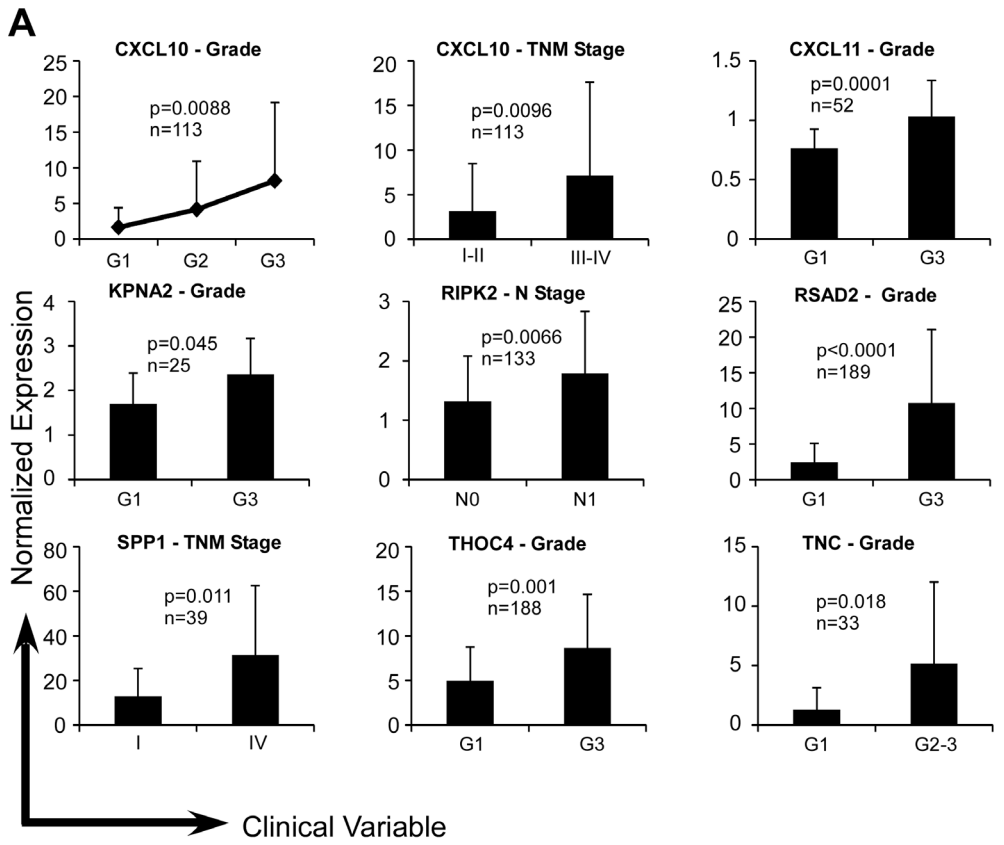 A
CXCL10 - Grade
25
20
15
10
5
0
p=0.0088
n=113
G1 G2 G3
CXCL10 - TNM Stage
20
15
10
5
0
p=0.0096
n=113
I-II III-IV
CXCL11 - Grade
1.5
1
0.5
0
p=0.0001
n=52
G1 G3
KPNA2 - Grade
4
3
2
1
0
p=0.045
n=25
G1 G3
RIPK2 - N Stage
3
2
1
0
p=0.0066
n=133
N0 N1
RSAD2 - Grade
25
20
15
10
5
0
p<0.0001
n=189
G1 G3
SPP1 - TNM Stage
80
60
40
20
0
p=0.011
n=39
I IV
THOC4 - Grade
20
15
10
5
0
p=0.001
n=188
G1 G3
TNC - Grade
15
10
5
0
p=0.018
n=33
G1 G2-3
Normalized Expression
Clinical Variable